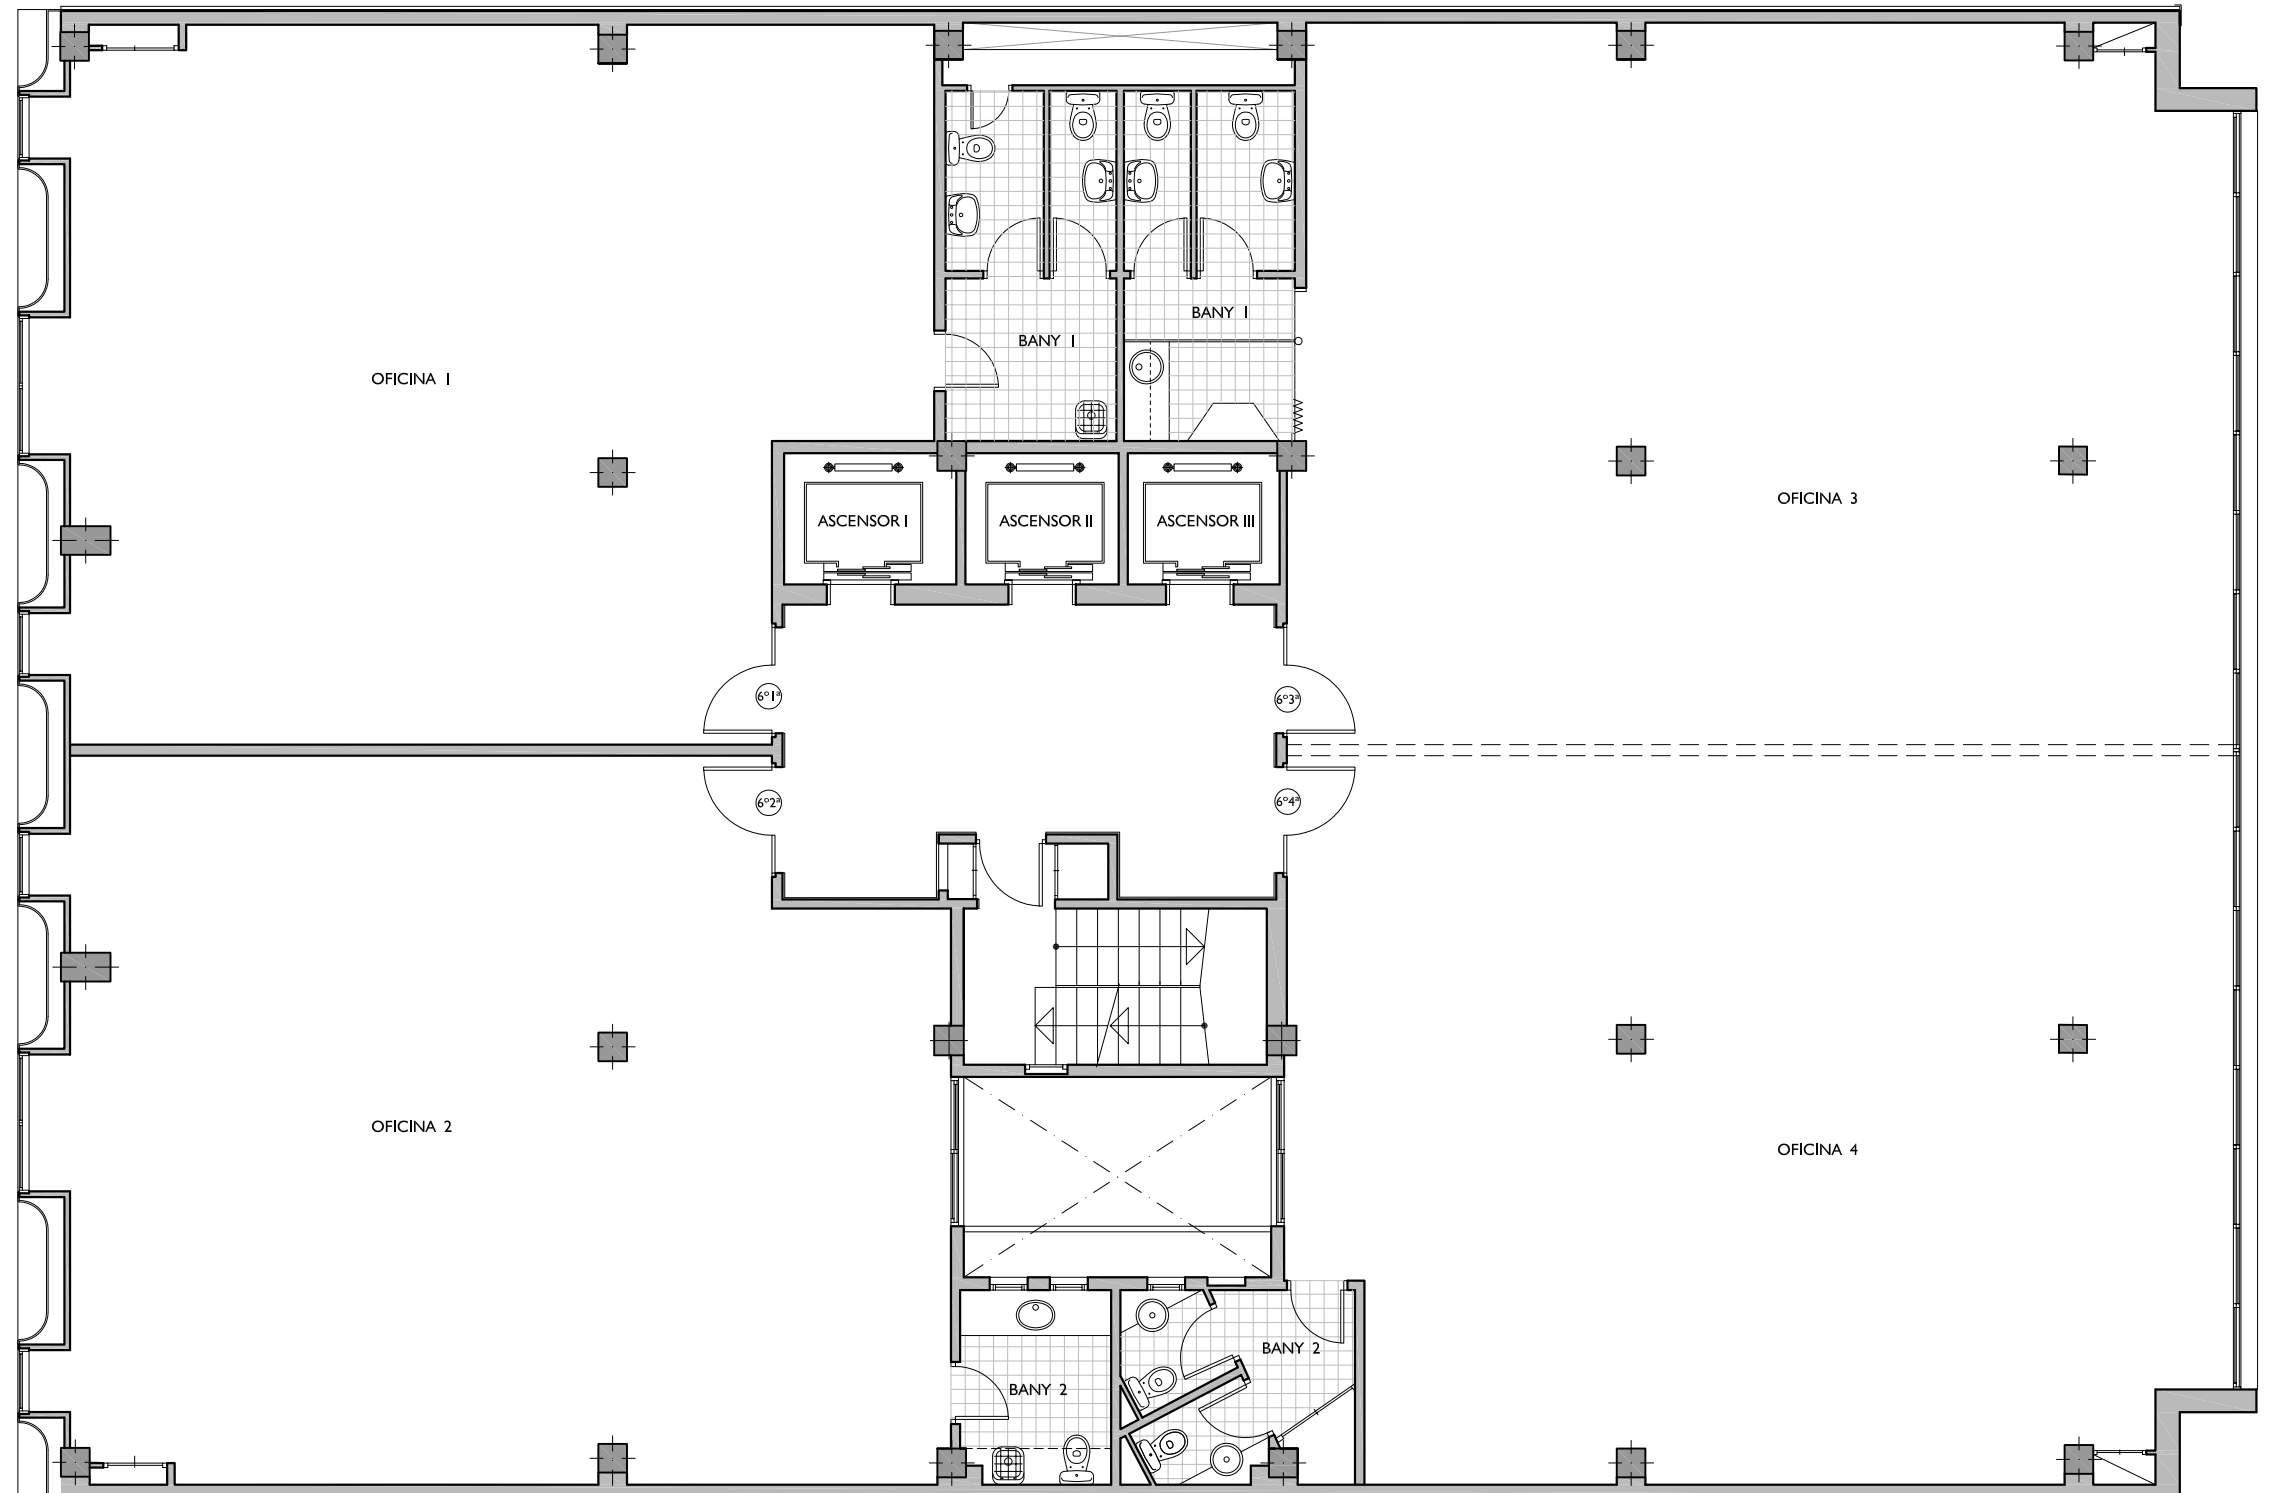 BANY 1
BANY 1
OFICINA 1
OFICINA 3
ASCENSOR I
ASCENSOR II
ASCENSOR III
6º1ª
6º3ª
6º2ª
6º4ª
OFICINA 2
OFICINA 4
BANY 2
BANY 2